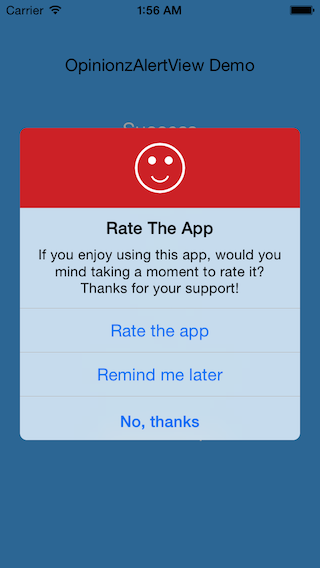 Carrier 1:56 AM
OpinionzAlertView Demo
Success
Rate The App
If you enjoy using this app, would you
mind taking a moment to rate it?
Thanks for your support!
Rate the app
Remind me later
No, thanks